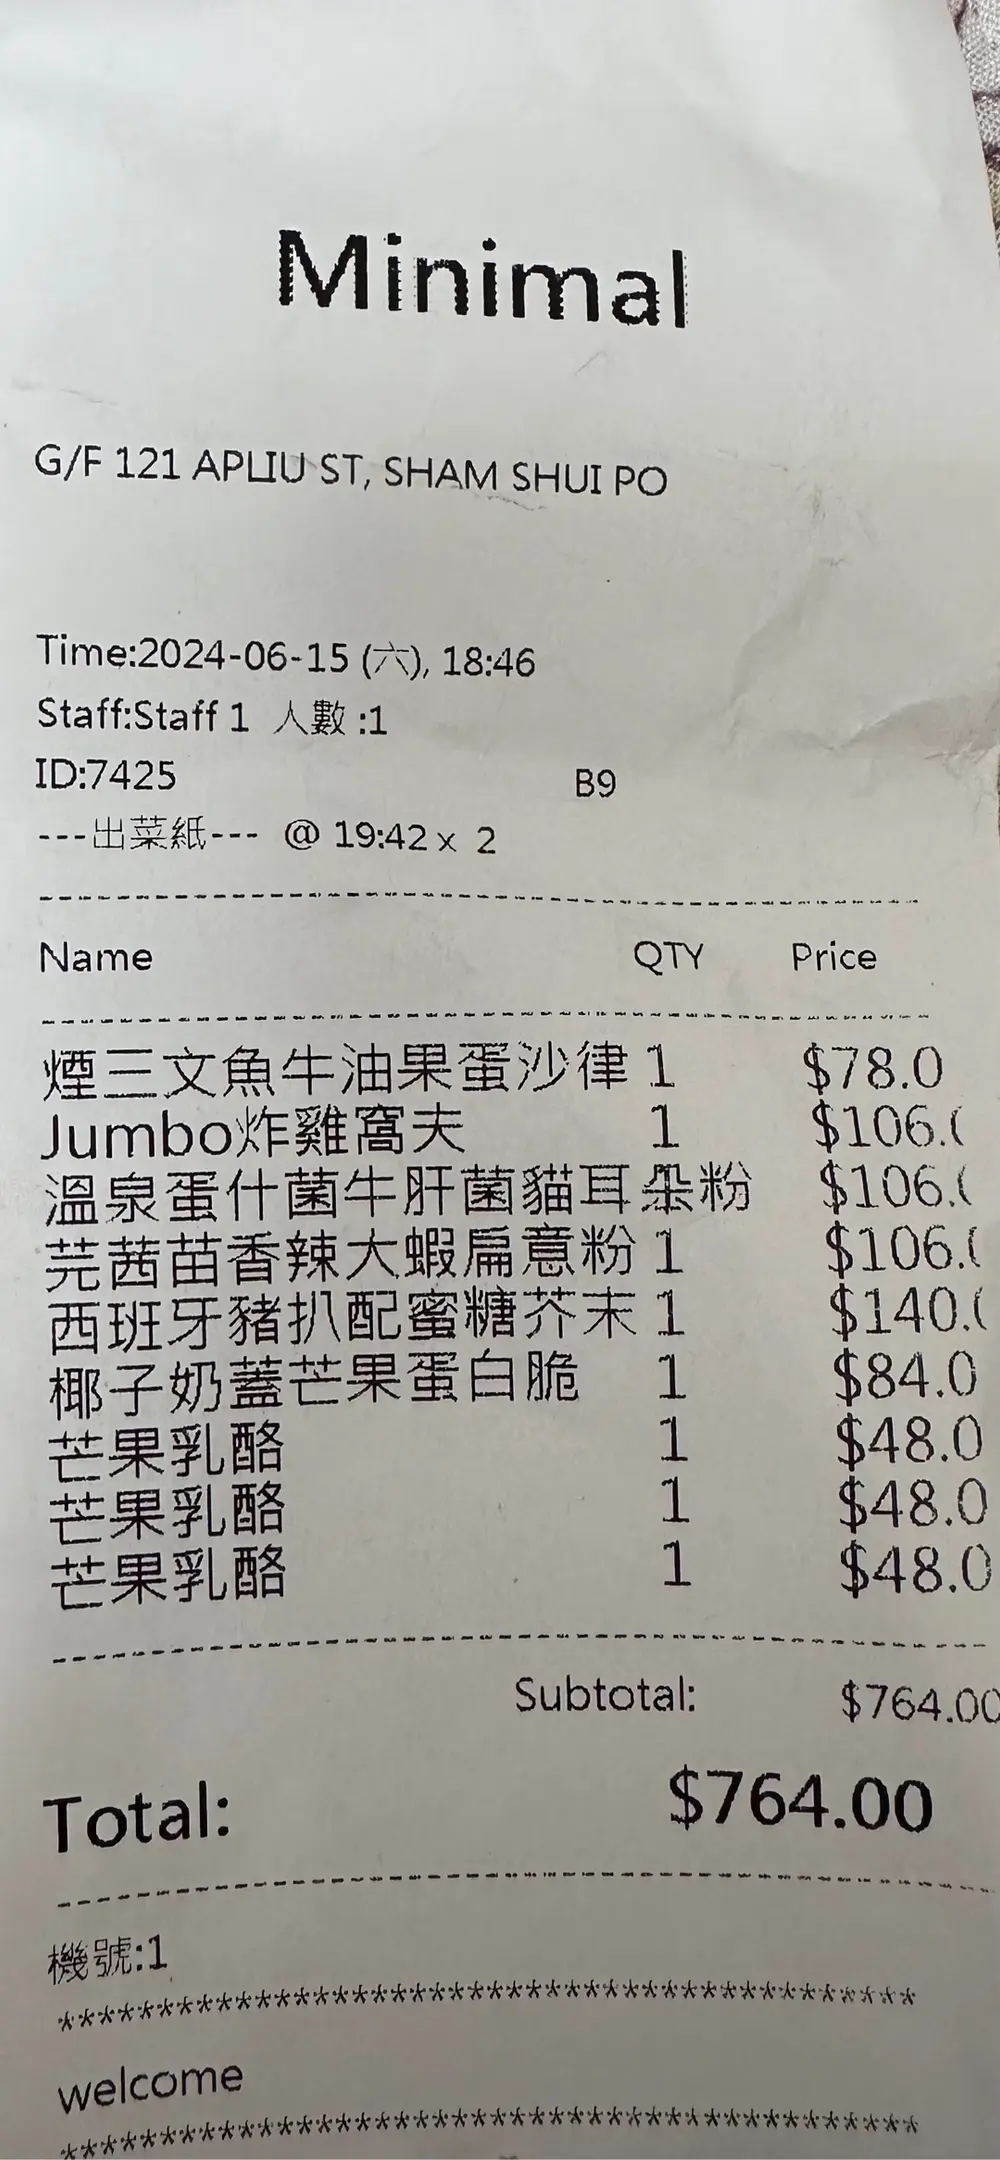 Minimal
G/F 121 APLIU ST, SHAM SHUI PO
Time:2024-06-15 (六), 18:46
Staff:Staff 1 人數 :1
ID:7425 B9
---出菜紙--- @ 19:42 x 2
Name QTY Price
煙三文魚牛油果蛋沙律 1 $78.0
Jumbo炸雞窩夫 1 $106.(
溫泉蛋什菌牛肝菌貓耳朵粉 1 $106.(
芫茜苗香辣大蝦扁意粉 1 $106.(
西班牙豬扒配蜜糖芥末 1 $140.(
椰子奶蓋芒果蛋白脆 1 $84.0
芒果乳酪 1 $48.0
芒果乳酪 1 $48.0
芒果乳酪 1 $48.0
Subtotal: $764.00
Total: $764.00
機號:1
********************************************
welcome
********************************************